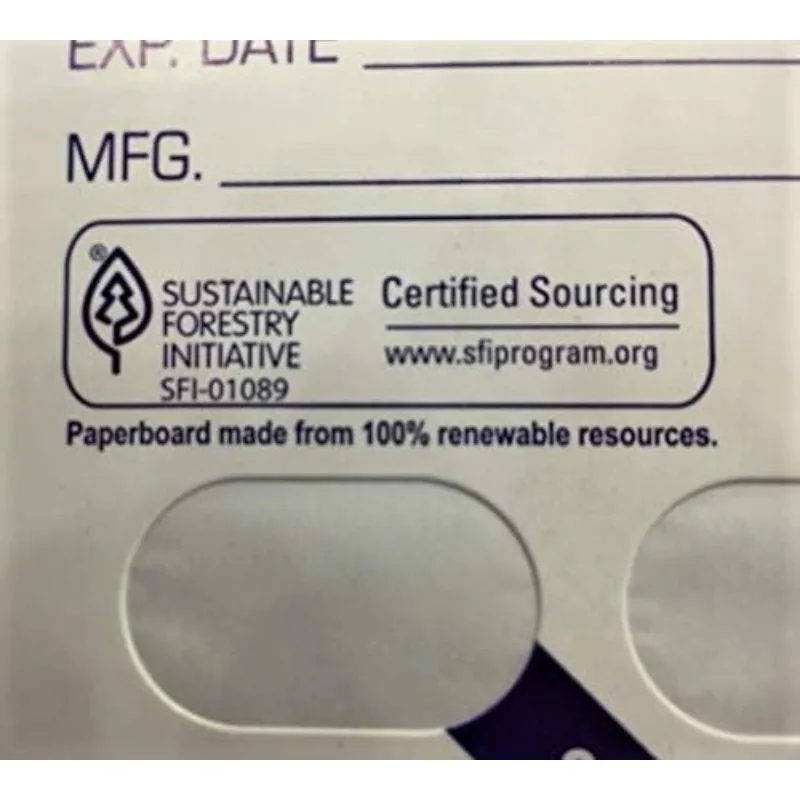 EXP. DATE
MFG.
®
SUSTAINABLE
FORESTRY
INITIATIVE
SFI-01089
Certified Sourcing
www.sfiprogram.org
Paperboard made from 100% renewable resources.